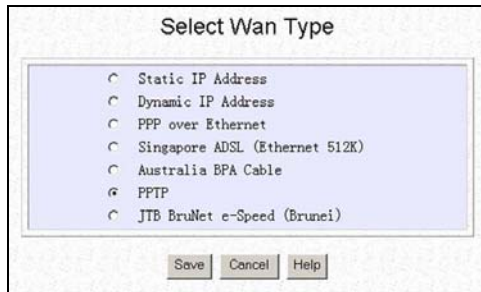 Select Wan Type
Static IP Address
Dynamic IP Address
PPP over Ethernet
Singapore ADSL (Ethernet 512K)
Australia BPA Cable
PPTP
JTB BruNet e-Speed (Brunei)
Save Cancel Help